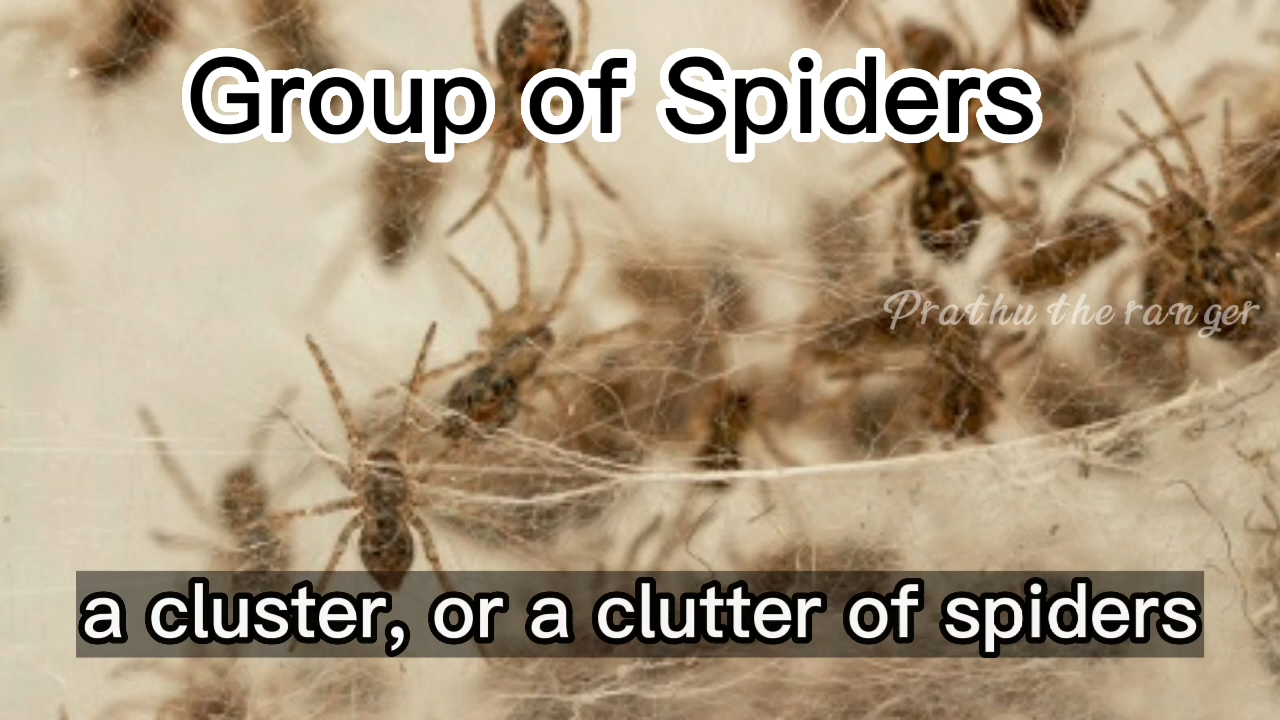 Group of Spiders
Prathu the ranger
a cluster, or a clutter of spiders